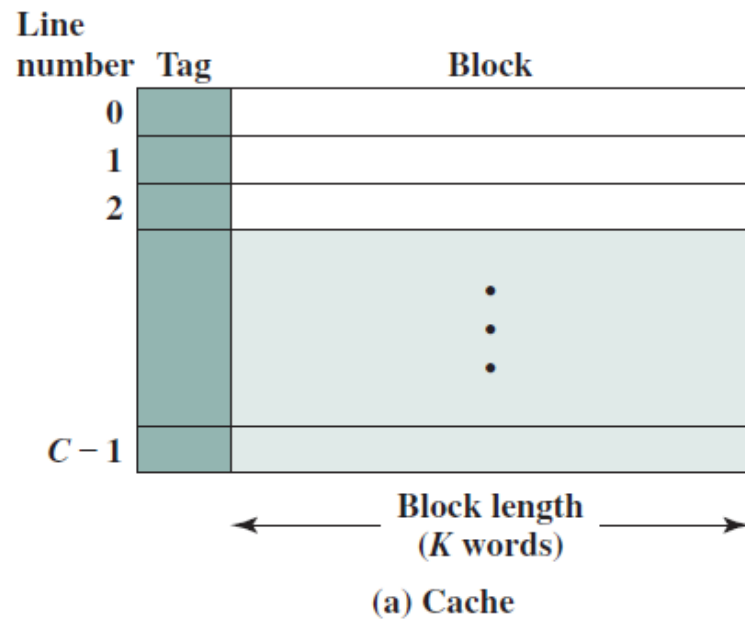 Line
number Tag Block
0
1
2
C – 1
Block length
(K words)
(a) Cache